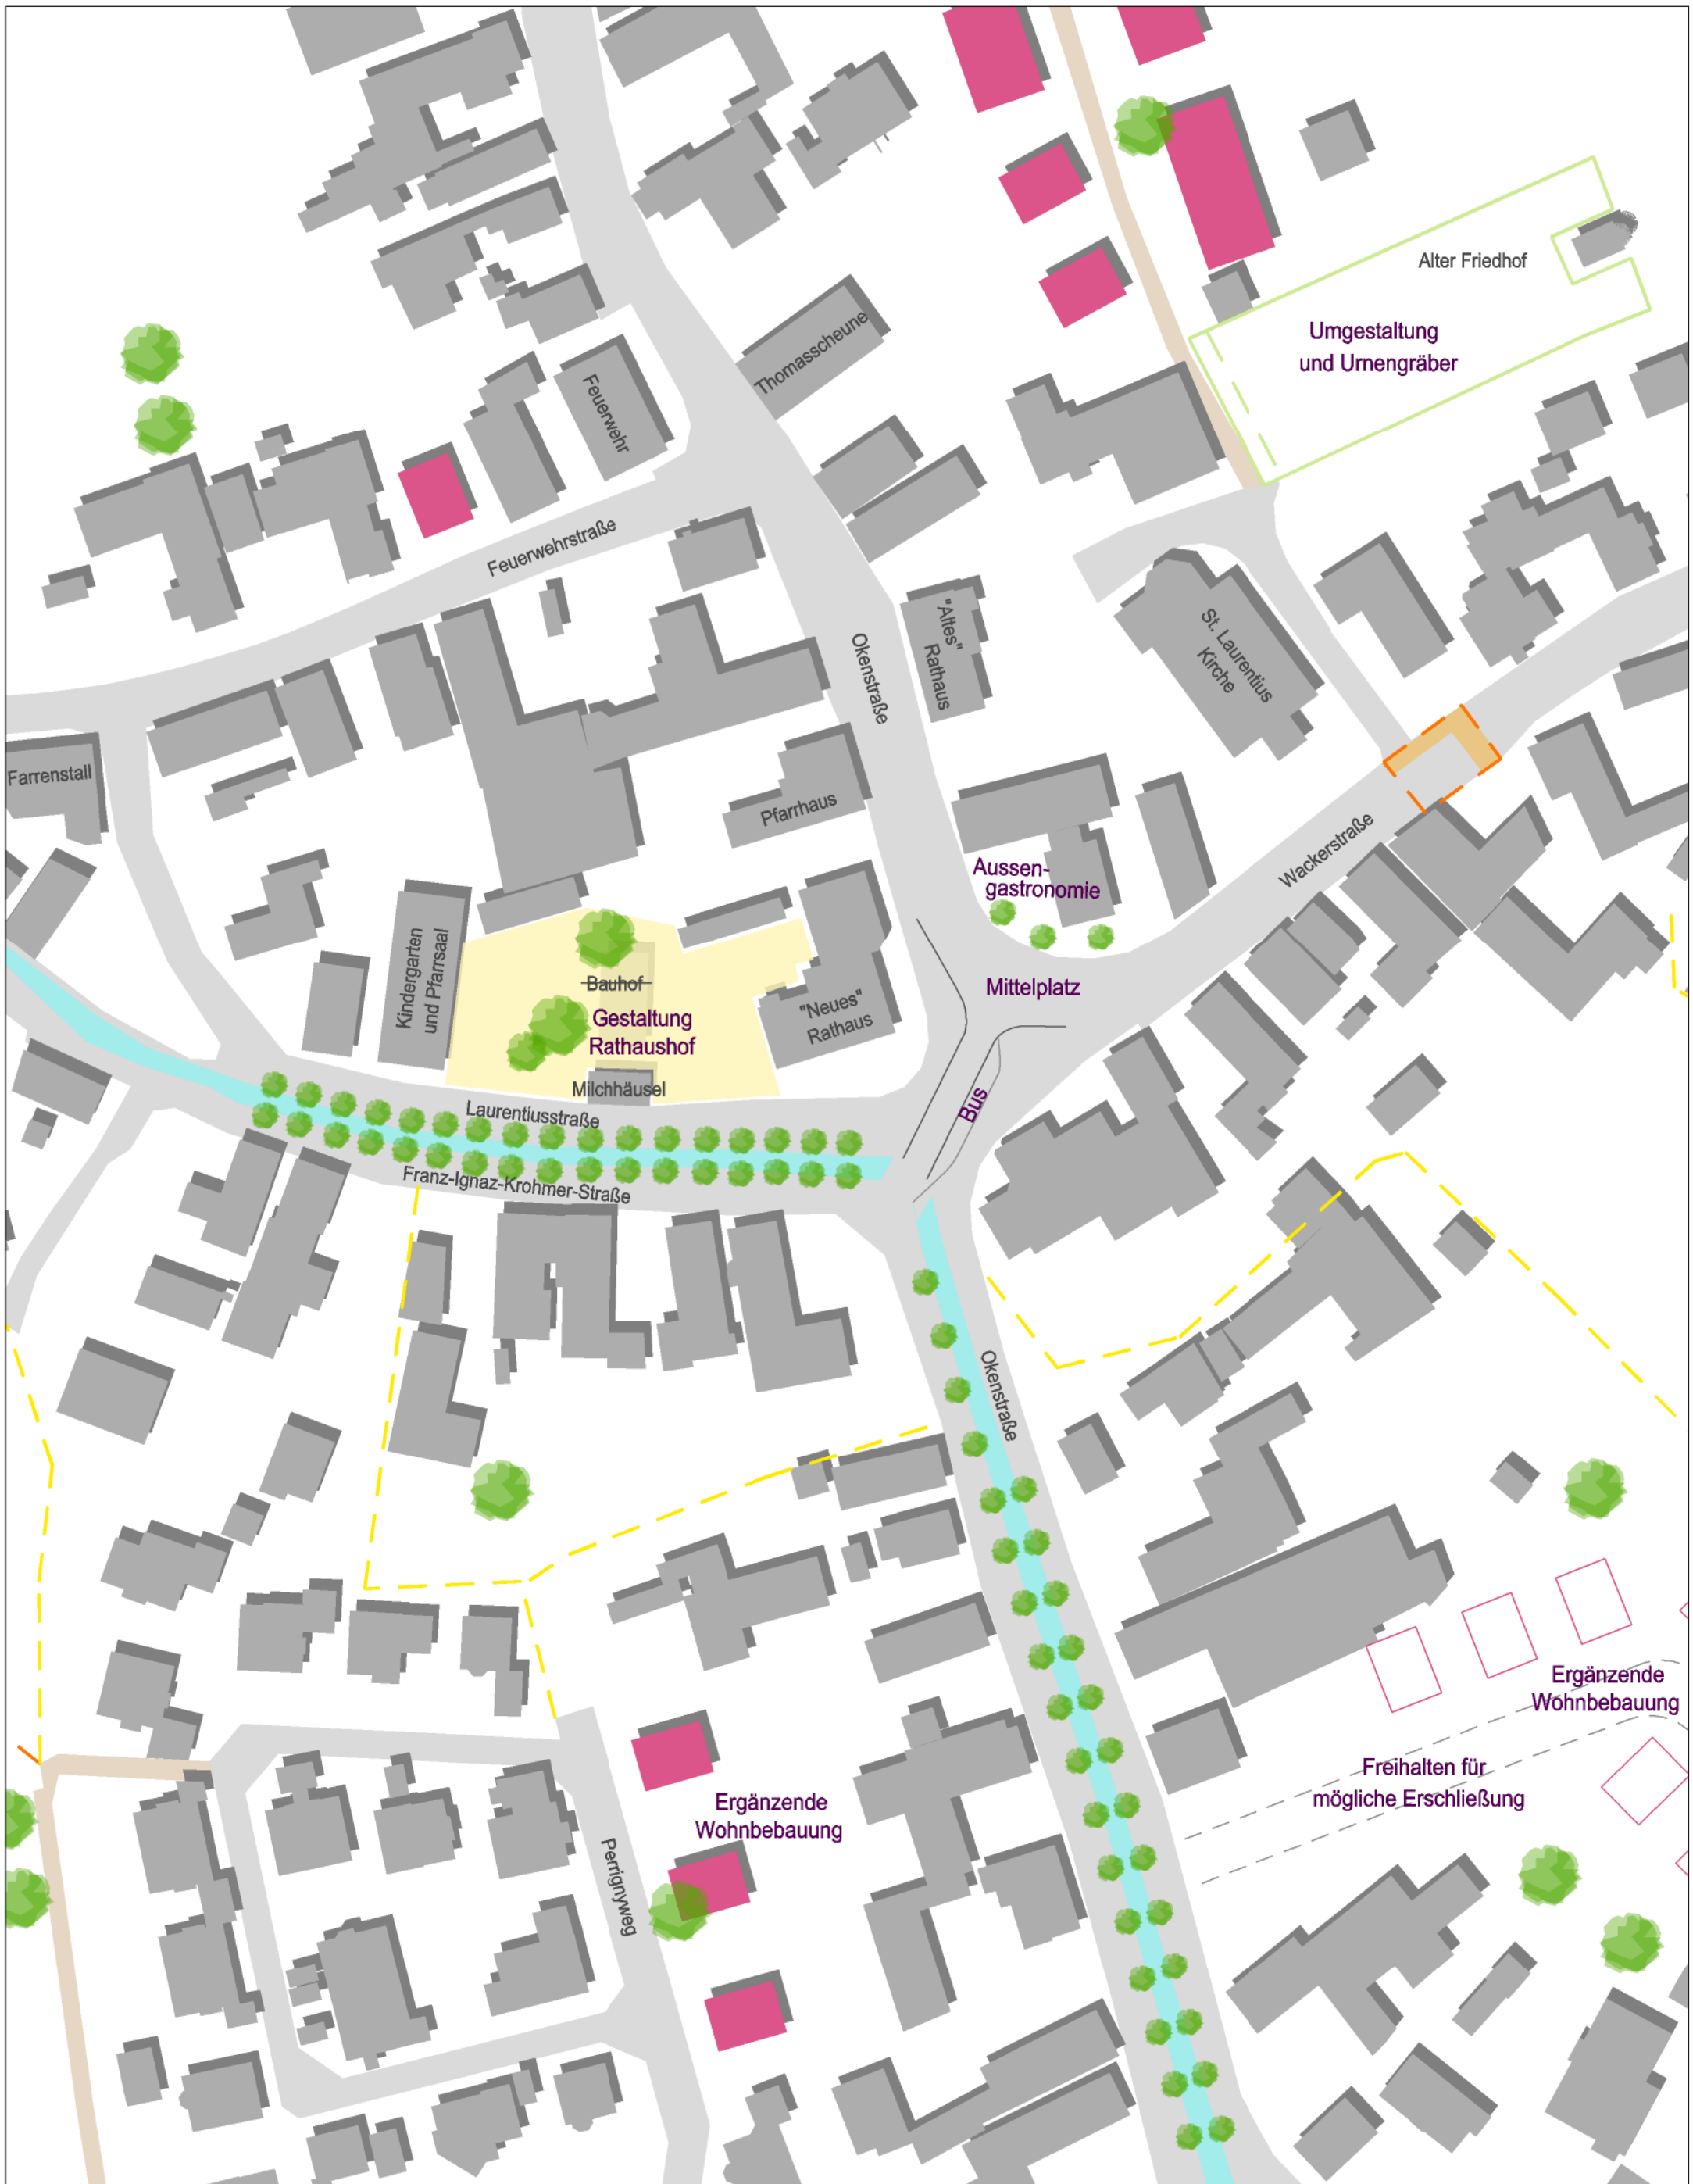 Alter Friedhof
Umgestaltung
und Urnengräber
Thomasscheune
Feuerwehr
Feuerwehrstraße
"Altes"
Rathaus
Okenstraße
St. Laurentius
Kirche
Farrenstall
Pfarrhaus
Wackerstraße
Aussen-
gastronomie
Kindergarten
und Pfarrsaal
Bauhof
Gestaltung
Rathaushof
Milchhäusel
"Neues"
Rathaus
Mittelplatz
Bus
Laurentiusstraße
Franz-Ignaz-Krohmer-Straße
Okenstraße
Ergänzende
Wohnbebauung
Freihalten für
mögliche Erschließung
Ergänzende
Wohnbebauung
Perrignyweg